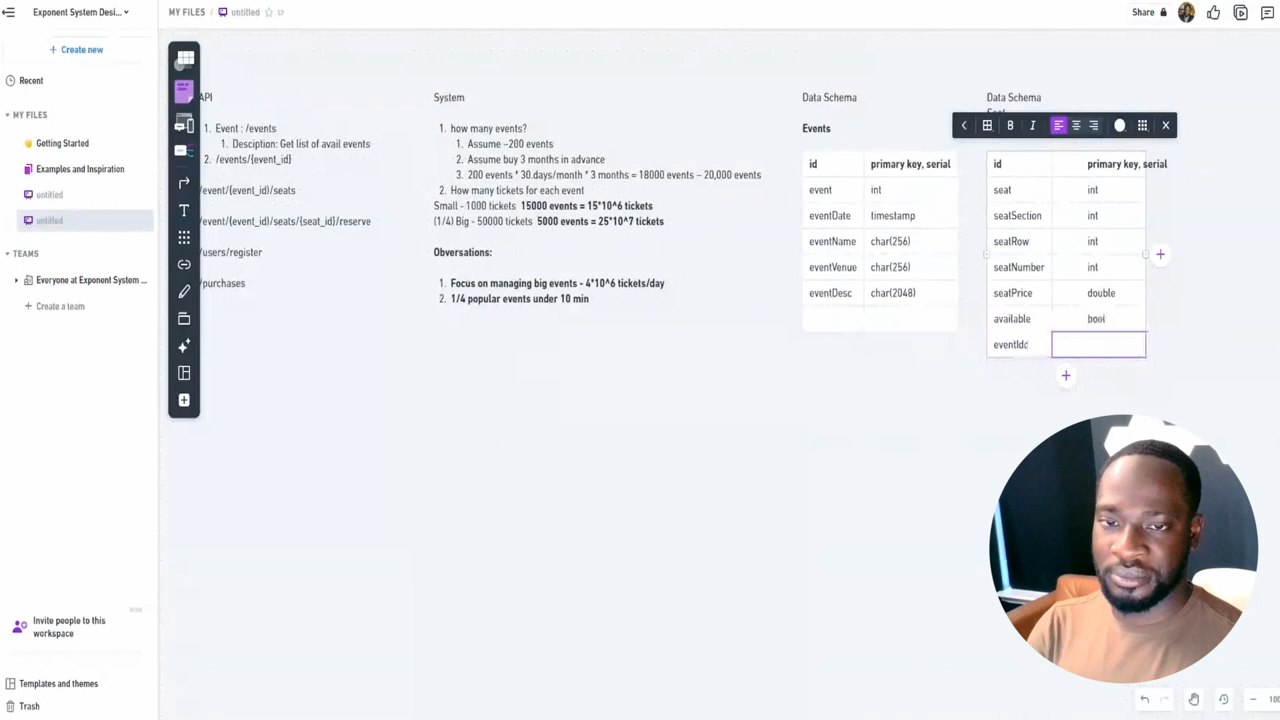 Exponent System Desi...
MY FILES / untitled
Share
Create new
Recent
MY FILES
Getting Started
Examples and Inspiration
untitled
untitled
TEAMS
Everyone at Exponent System ...
Create a team
Invite people to this
workspace
Templates and themes
Trash
API
1. Event : /events
1. Desciption: Get list of avail events
2. /events/{event_id}
/event/{event_id}/seats
/event/{event_id}/seats/{seat_id}/reserve
/users/register
/purchases
System
1. how many events?
1. Assume ~200 events
2. Assume buy 3 months in advance
3. 200 events * 30.days/month * 3 months = 18000 events ~ 20,000 events
2. How many tickets for each event
Small - 1000 tickets 15000 events = 15*10^6 tickets
(1/4) Big - 50000 tickets 5000 events = 25*10^7 tickets
Obversations:
1. Focus on managing big events - 4*10^6 tickets/day
2. 1/4 popular events under 10 min
Data Schema
Events
id primary key, serial
event int
eventDate timestamp
eventName char(256)
eventVenue char(256)
eventDesc char(2048)
Data Schema
B I
id primary key, serial
seat int
seatSection int
seatRow int
seatNumber int
seatPrice double
available bool
eventIdc
100